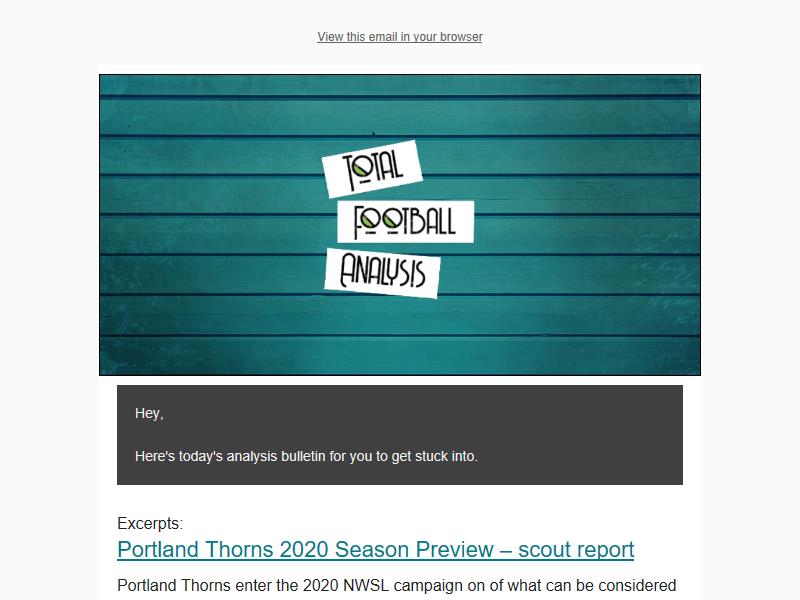 View this email in your browser
TOTAL
FOOTBALL
ANALYSIS
Hey,
Here's today's analysis bulletin for you to get stuck into.
Excerpts:
Portland Thorns 2020 Season Preview – scout report
Portland Thorns enter the 2020 NWSL campaign on of what can be considered